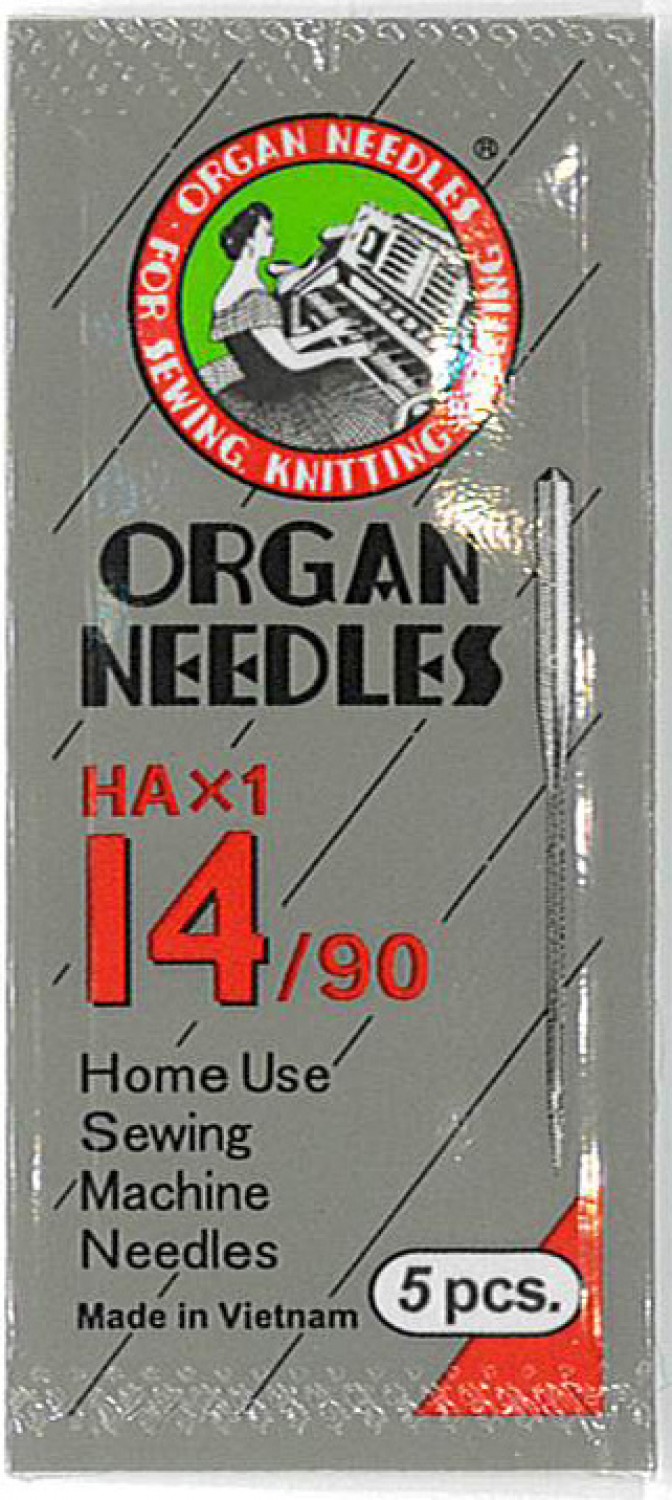 · ORGAN NEEDLES ·
FOR SEWING, KNITTING
®
ORGAN
NEEDLES
HA×1
14/90
Home Use
Sewing
Machine
Needles
Made in Vietnam
5 pcs.